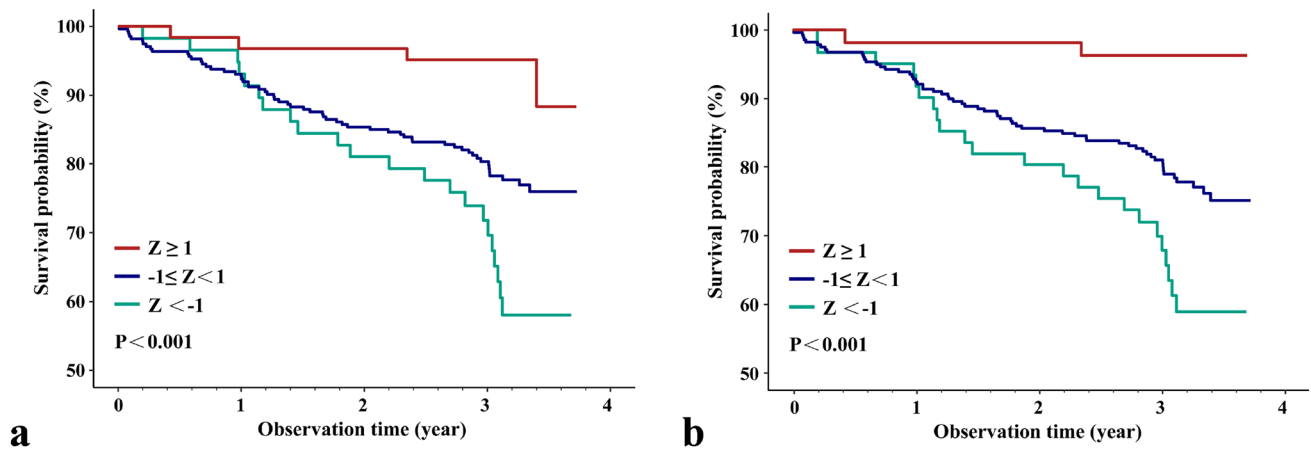 100
90
80
70
60
50
Survival probability (%)
Z ≥ 1
-1≤ Z＜1
Z ＜-1
P＜0.001
0 1 2 3 4
Observation time (year)
a
100
90
80
70
60
50
Survival probability (%)
Z ≥ 1
-1≤ Z＜1
Z ＜-1
P＜0.001
0 1 2 3 4
Observation time (year)
b